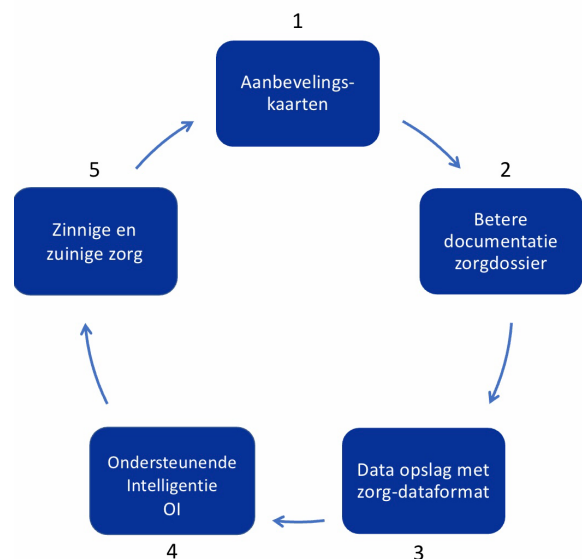 1
Aanbevelings-
kaarten
2
Betere
documentatie
zorgdossier
Data opslag met
zorg-dataformat
3
Ondersteunende
Intelligentie
OI
4
5
Zinnige en
zuinige zorg